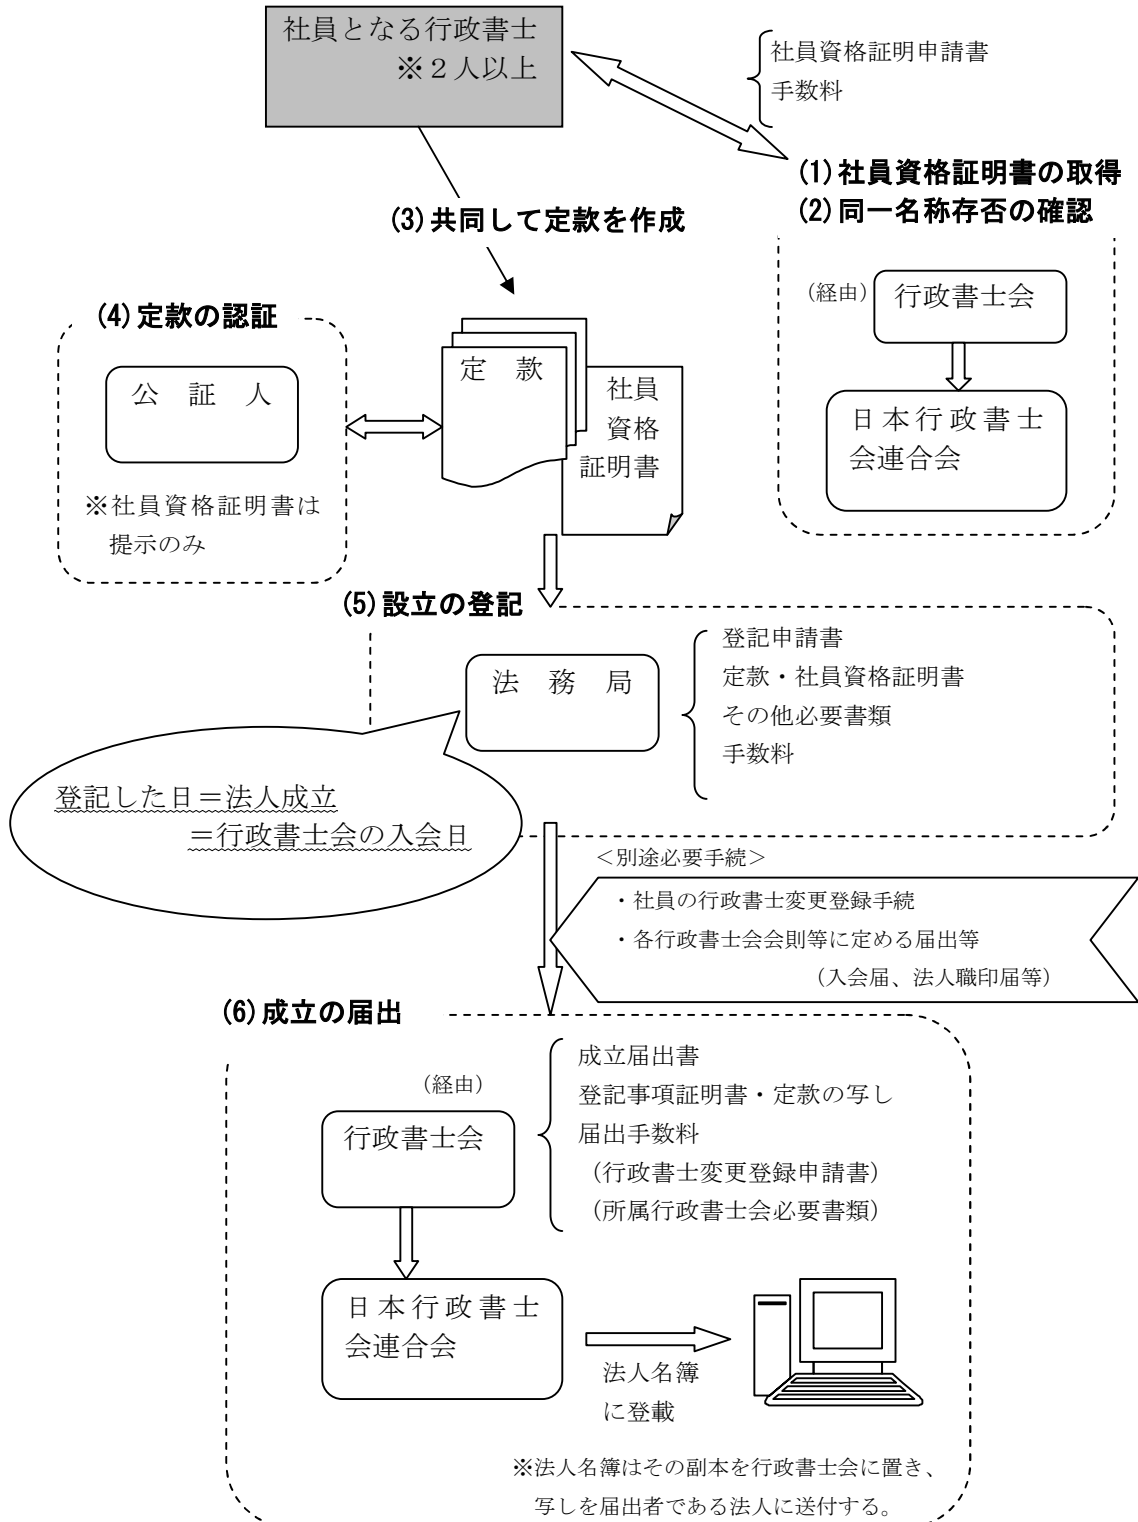 社員となる行政書士
※２人以上
社員資格証明申請書
手数料
(1)社員資格証明書の取得
(2)同一名称存否の確認
(3)共同して定款を作成
（経由）
行政書士会
日本行政書士
会連合会
(4)定款の認証
公　証　人
※社員資格証明書は
提示のみ
定　款
社員
資格
証明書
(5)設立の登記
法　務　局
登記申請書
定款・社員資格証明書
その他必要書類
手数料
登記した日＝法人成立
＝行政書士会の入会日
＜別途必要手続＞
・社員の行政書士変更登録手続
・各行政書士会会則等に定める届出等
（入会届、法人職印届等）
(6)成立の届出
（経由）
行政書士会
成立届出書
登記事項証明書・定款の写し
届出手数料
（行政書士変更登録申請書）
（所属行政書士会必要書類）
日本行政書士
会連合会
法人名簿
に登載
※法人名簿はその副本を行政書士会に置き、
写しを届出者である法人に送付する。